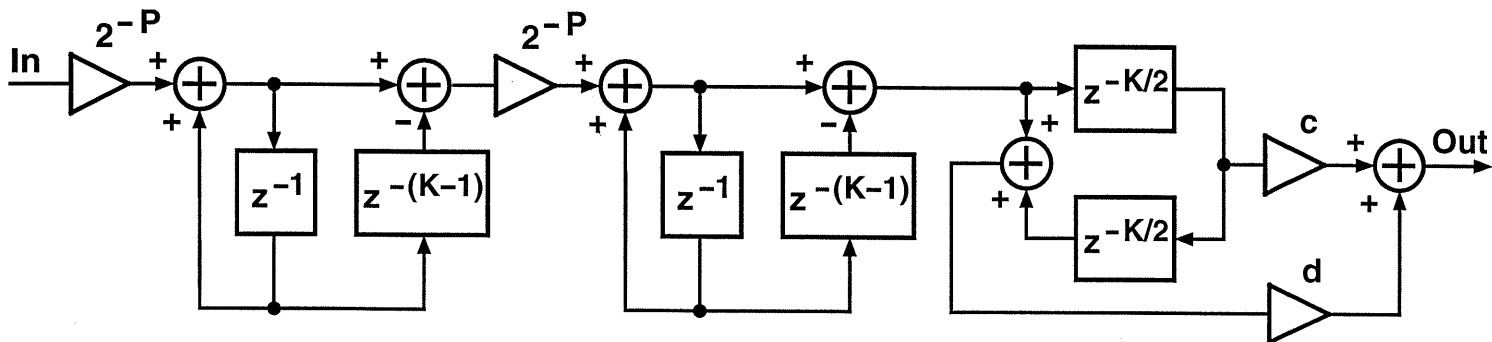 In
2^-P
+
+
z^-1
+
-
z^-(K-1)
2^-P
+
+
z^-1
+
-
z^-(K-1)
z^-K/2
+
+
z^-K/2
c
d
+
+
Out